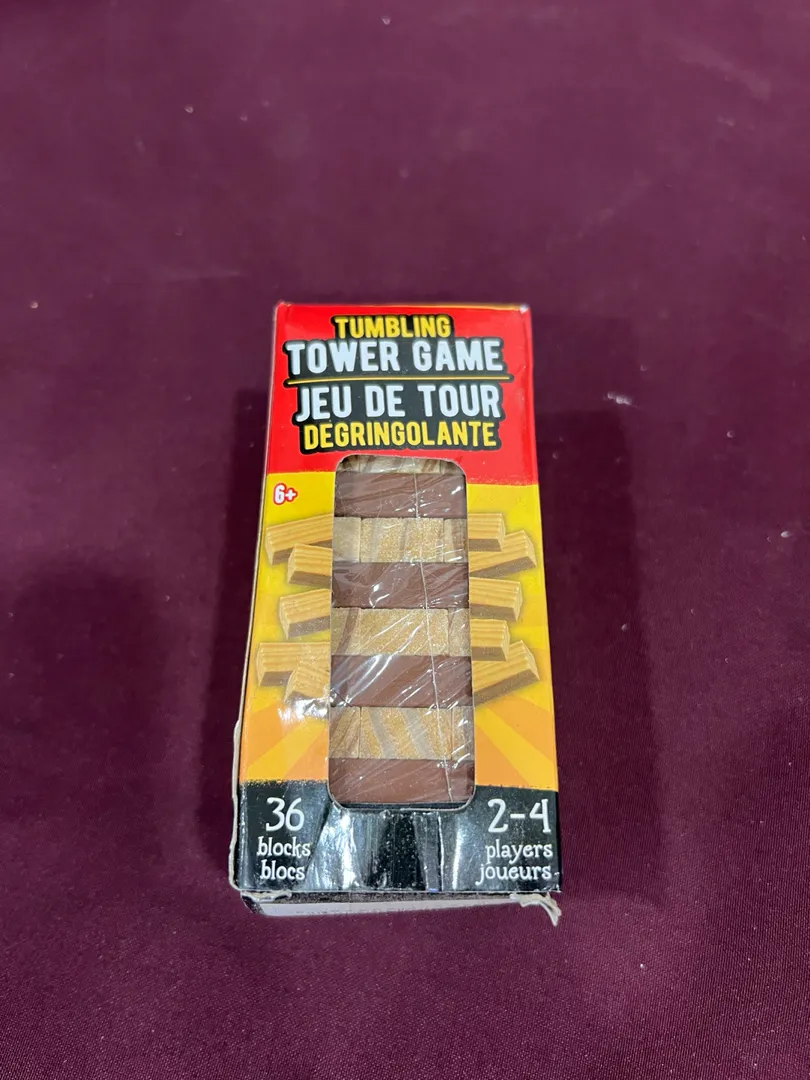 TUMBLING
TOWER GAME
JEU DE TOUR
DEGRINGOLANTE
6+
36
blocks
blocs
2-4
players
joueurs